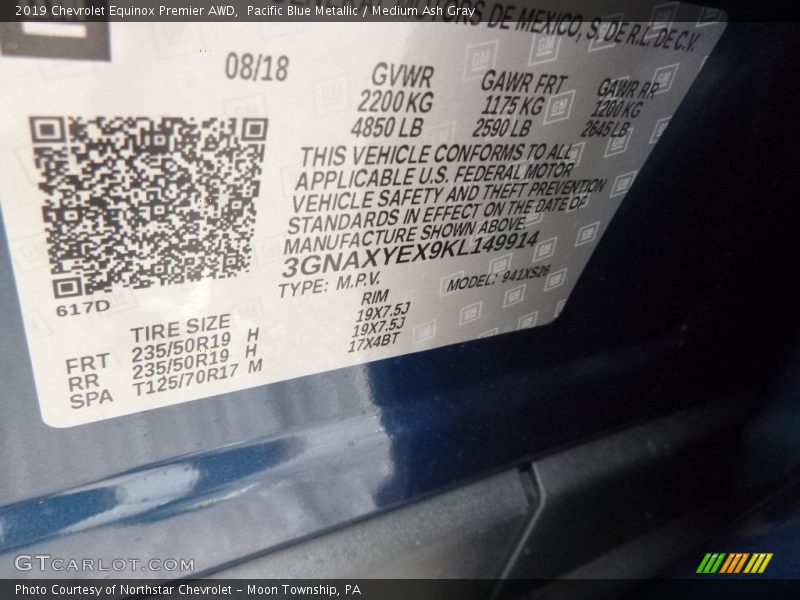 2019 Chevrolet Equinox Premier AWD,  Pacific Blue Metallic / Medium Ash Gray
MOTORS DE MEXICO, S. DE R.L. DE C.V.
08/18
GVWR
2200 KG
4850 LB
GAWR FRT
1175 KG
2590 LB
GAWR RR
1200 KG
2645 LB
THIS VEHICLE CONFORMS TO ALL
APPLICABLE U.S. FEDERAL MOTOR
VEHICLE SAFETY AND THEFT PREVENTION
STANDARDS IN EFFECT ON THE DATE OF
MANUFACTURE SHOWN ABOVE.
3GNAXYEX9KL149914
TYPE: M.P.V.
MODEL: 941XS26
617D
TIRE SIZE
RIM
FRT 235/50R19 H 19X7.5J
RR 235/50R19 H 19X7.5J
SPA T125/70R17 M 17X4BT
GTCARLOT.COM
Photo Courtesy of Northstar Chevrolet - Moon Township, PA